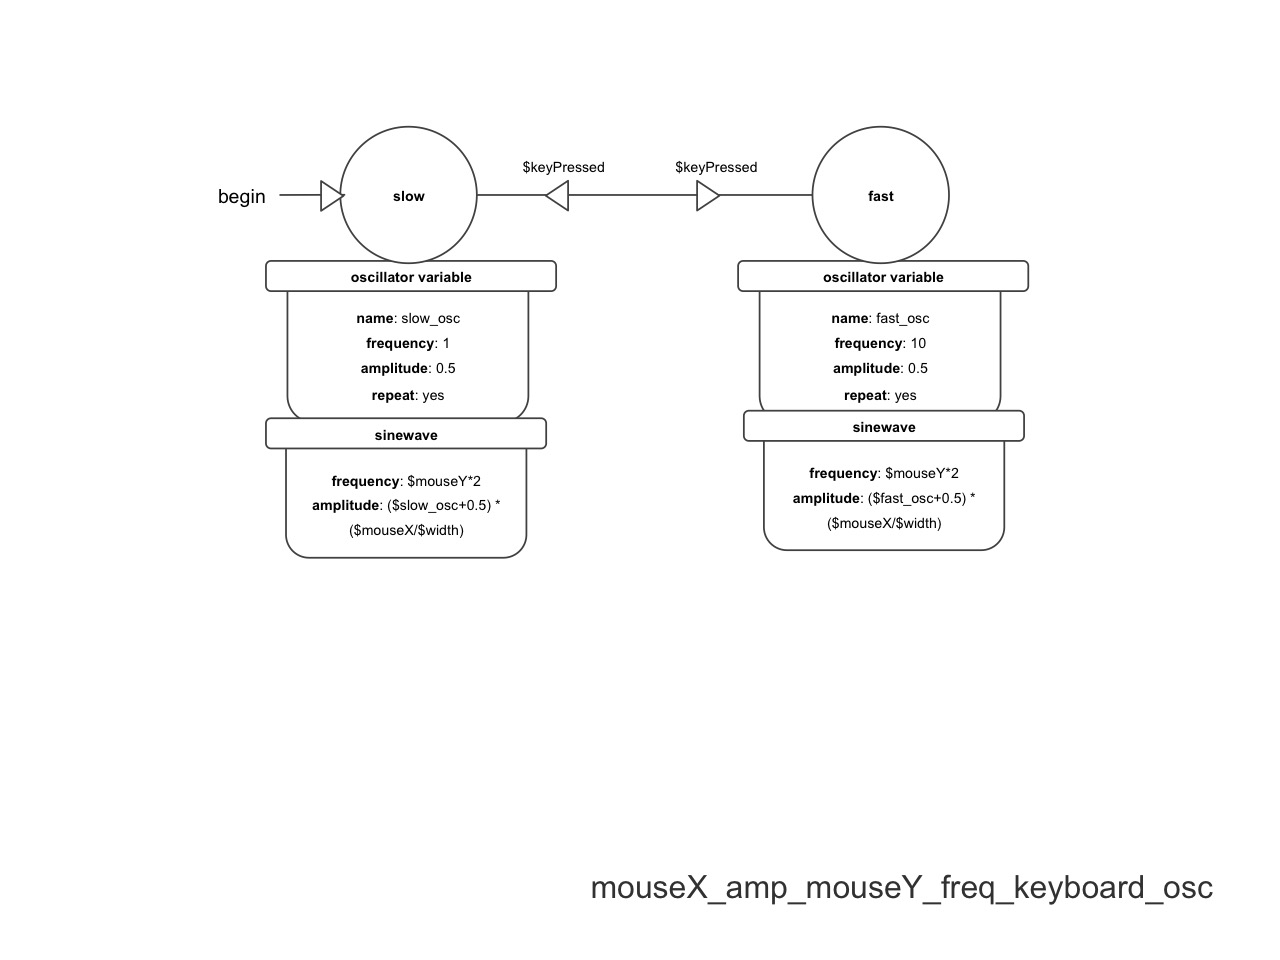 $keyPressed
$keyPressed
begin
slow
fast
oscillator variable
name: slow_osc
frequency: 1
amplitude: 0.5
repeat: yes
sinewave
frequency: $mouseY*2
amplitude: ($slow_osc+0.5) *
($mouseX/$width)
oscillator variable
name: fast_osc
frequency: 10
amplitude: 0.5
repeat: yes
sinewave
frequency: $mouseY*2
amplitude: ($fast_osc+0.5) *
($mouseX/$width)
mouseX_amp_mouseY_freq_keyboard_osc